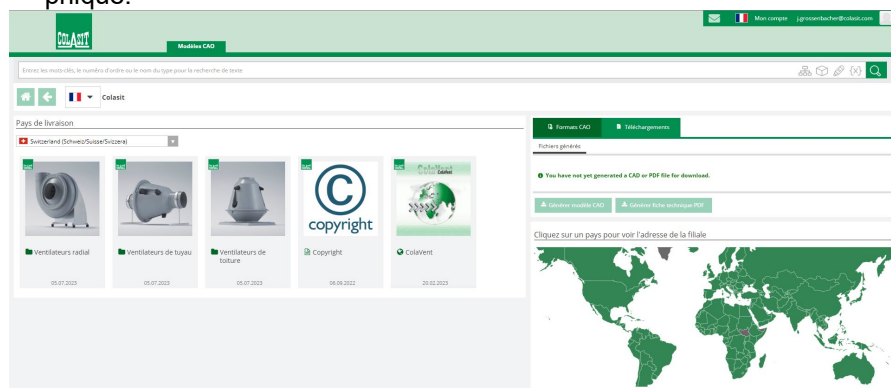 phique.
COLASIT
Mon compte j.grossenbacher@colasit.com
Modèles CAO
Entrez les mots-clés, le numéro d'ordre ou le nom du type pour la recherche de texte
Colasit
Pays de livraison
Switzerland (Schweiz/Suisse/Svizzera)
Ventilateurs radial
05.07.2023
Ventilateurs de tuyau
05.07.2023
Ventilateurs de
toiture
05.07.2023
copyright
Copyright
06.09.2022
ColaVent
ColaVent
20.02.2023
Formats CAO
Téléchargements
Fichiers générés
You have not yet generated a CAD or PDF file for download.
Générer modèle CAO
Générer fiche technique PDF
Cliquez sur un pays pour voir l'adresse de la filiale